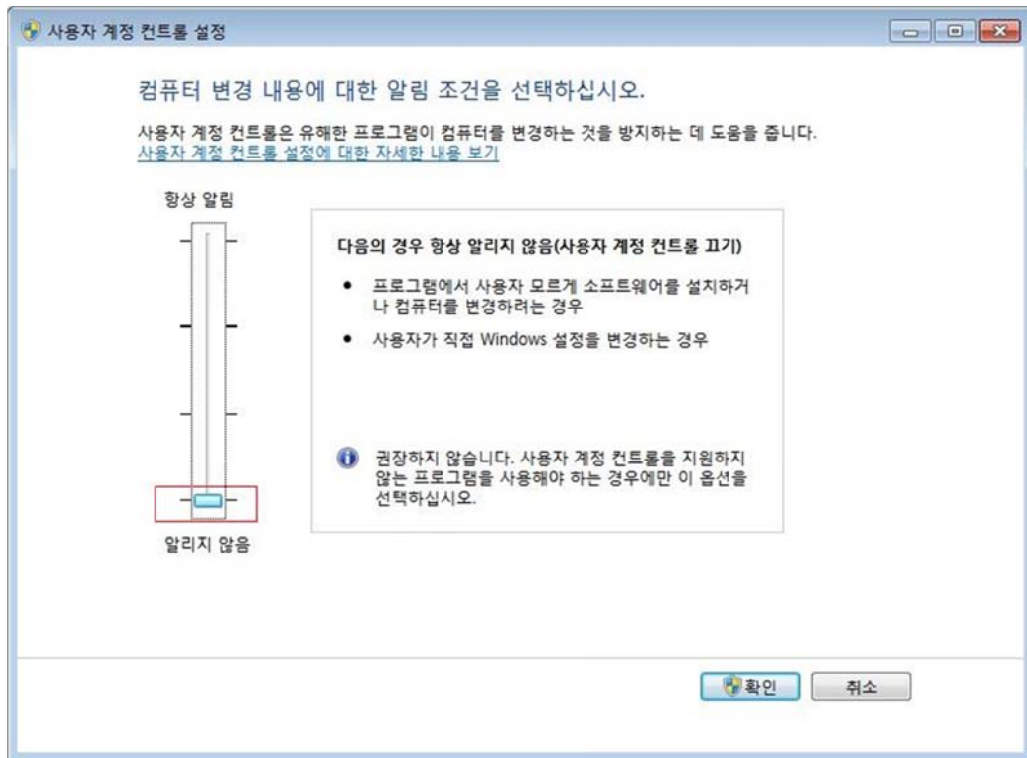 사용자 계정 컨트롤 설정
컴퓨터 변경 내용에 대한 알림 조건을 선택하십시오.
사용자 계정 컨트롤은 유해한 프로그램이 컴퓨터를 변경하는 것을 방지하는 데 도움을 줍니다.
사용자 계정 컨트롤 설정에 대한 자세한 내용 보기
항상 알림
다음의 경우 항상 알리지 않음(사용자 계정 컨트롤 끄기)
• 프로그램에서 사용자 모르게 소프트웨어를 설치하거
나 컴퓨터를 변경하려는 경우
• 사용자가 직접 Windows 설정을 변경하는 경우
권장하지 않습니다. 사용자 계정 컨트롤을 지원하지
않는 프로그램을 사용해야 하는 경우에만 이 옵션을
선택하십시오.
알리지 않음
확인
취소